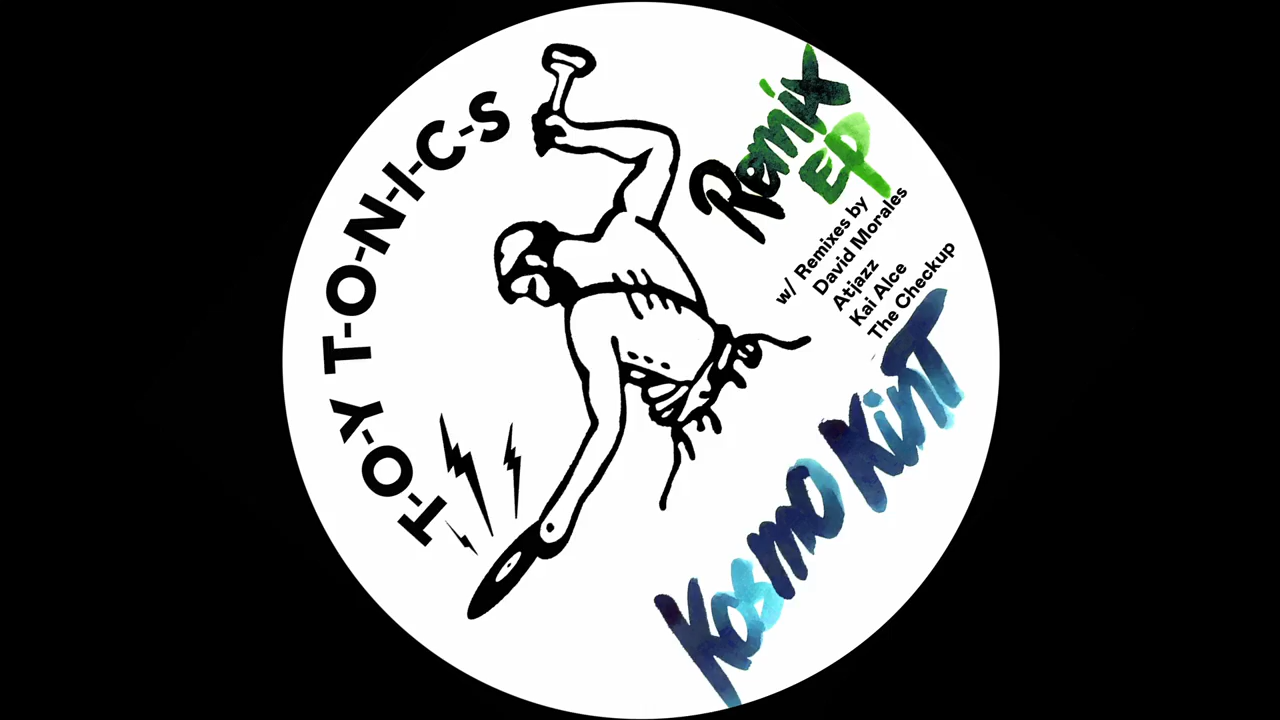 T-O-Y T-O-N-I-C-S
Remix
EP
w/ Remixes by
David Morales
Atjazz
Kai Alce
The Checkup
Kosmo Kint